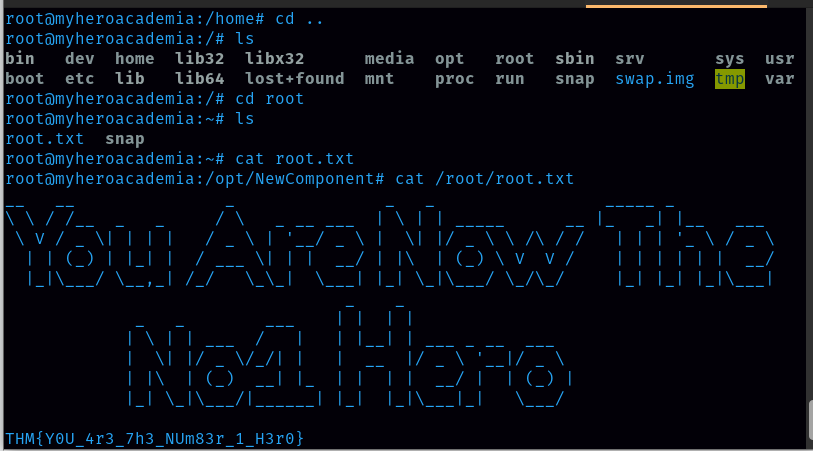 root@myheroacademia:/home# cd ..
root@myheroacademia:/# ls
bin   dev  home  lib32  libx32      media  opt   root  sbin  srv       sys  usr
boot  etc  lib   lib64  lost+found  mnt    proc  run   snap  swap.img  tmp  var
root@myheroacademia:/# cd root
root@myheroacademia:~# ls
root.txt  snap
root@myheroacademia:~# cat root.txt
root@myheroacademia:/opt/NewComponent# cat /root/root.txt
You Are Now The
No1 Hero
THM{Y0U_4r3_7h3_NUm83r_1_H3r0}